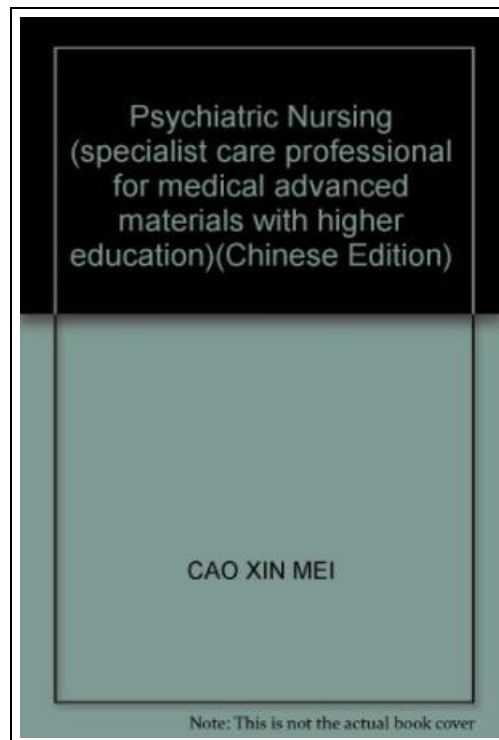 Psychiatric Nursing
(specialist care professional
for medical advanced
materials with higher
education)(Chinese Edition)
CAO XIN MEI
Note: This is not the actual book cover